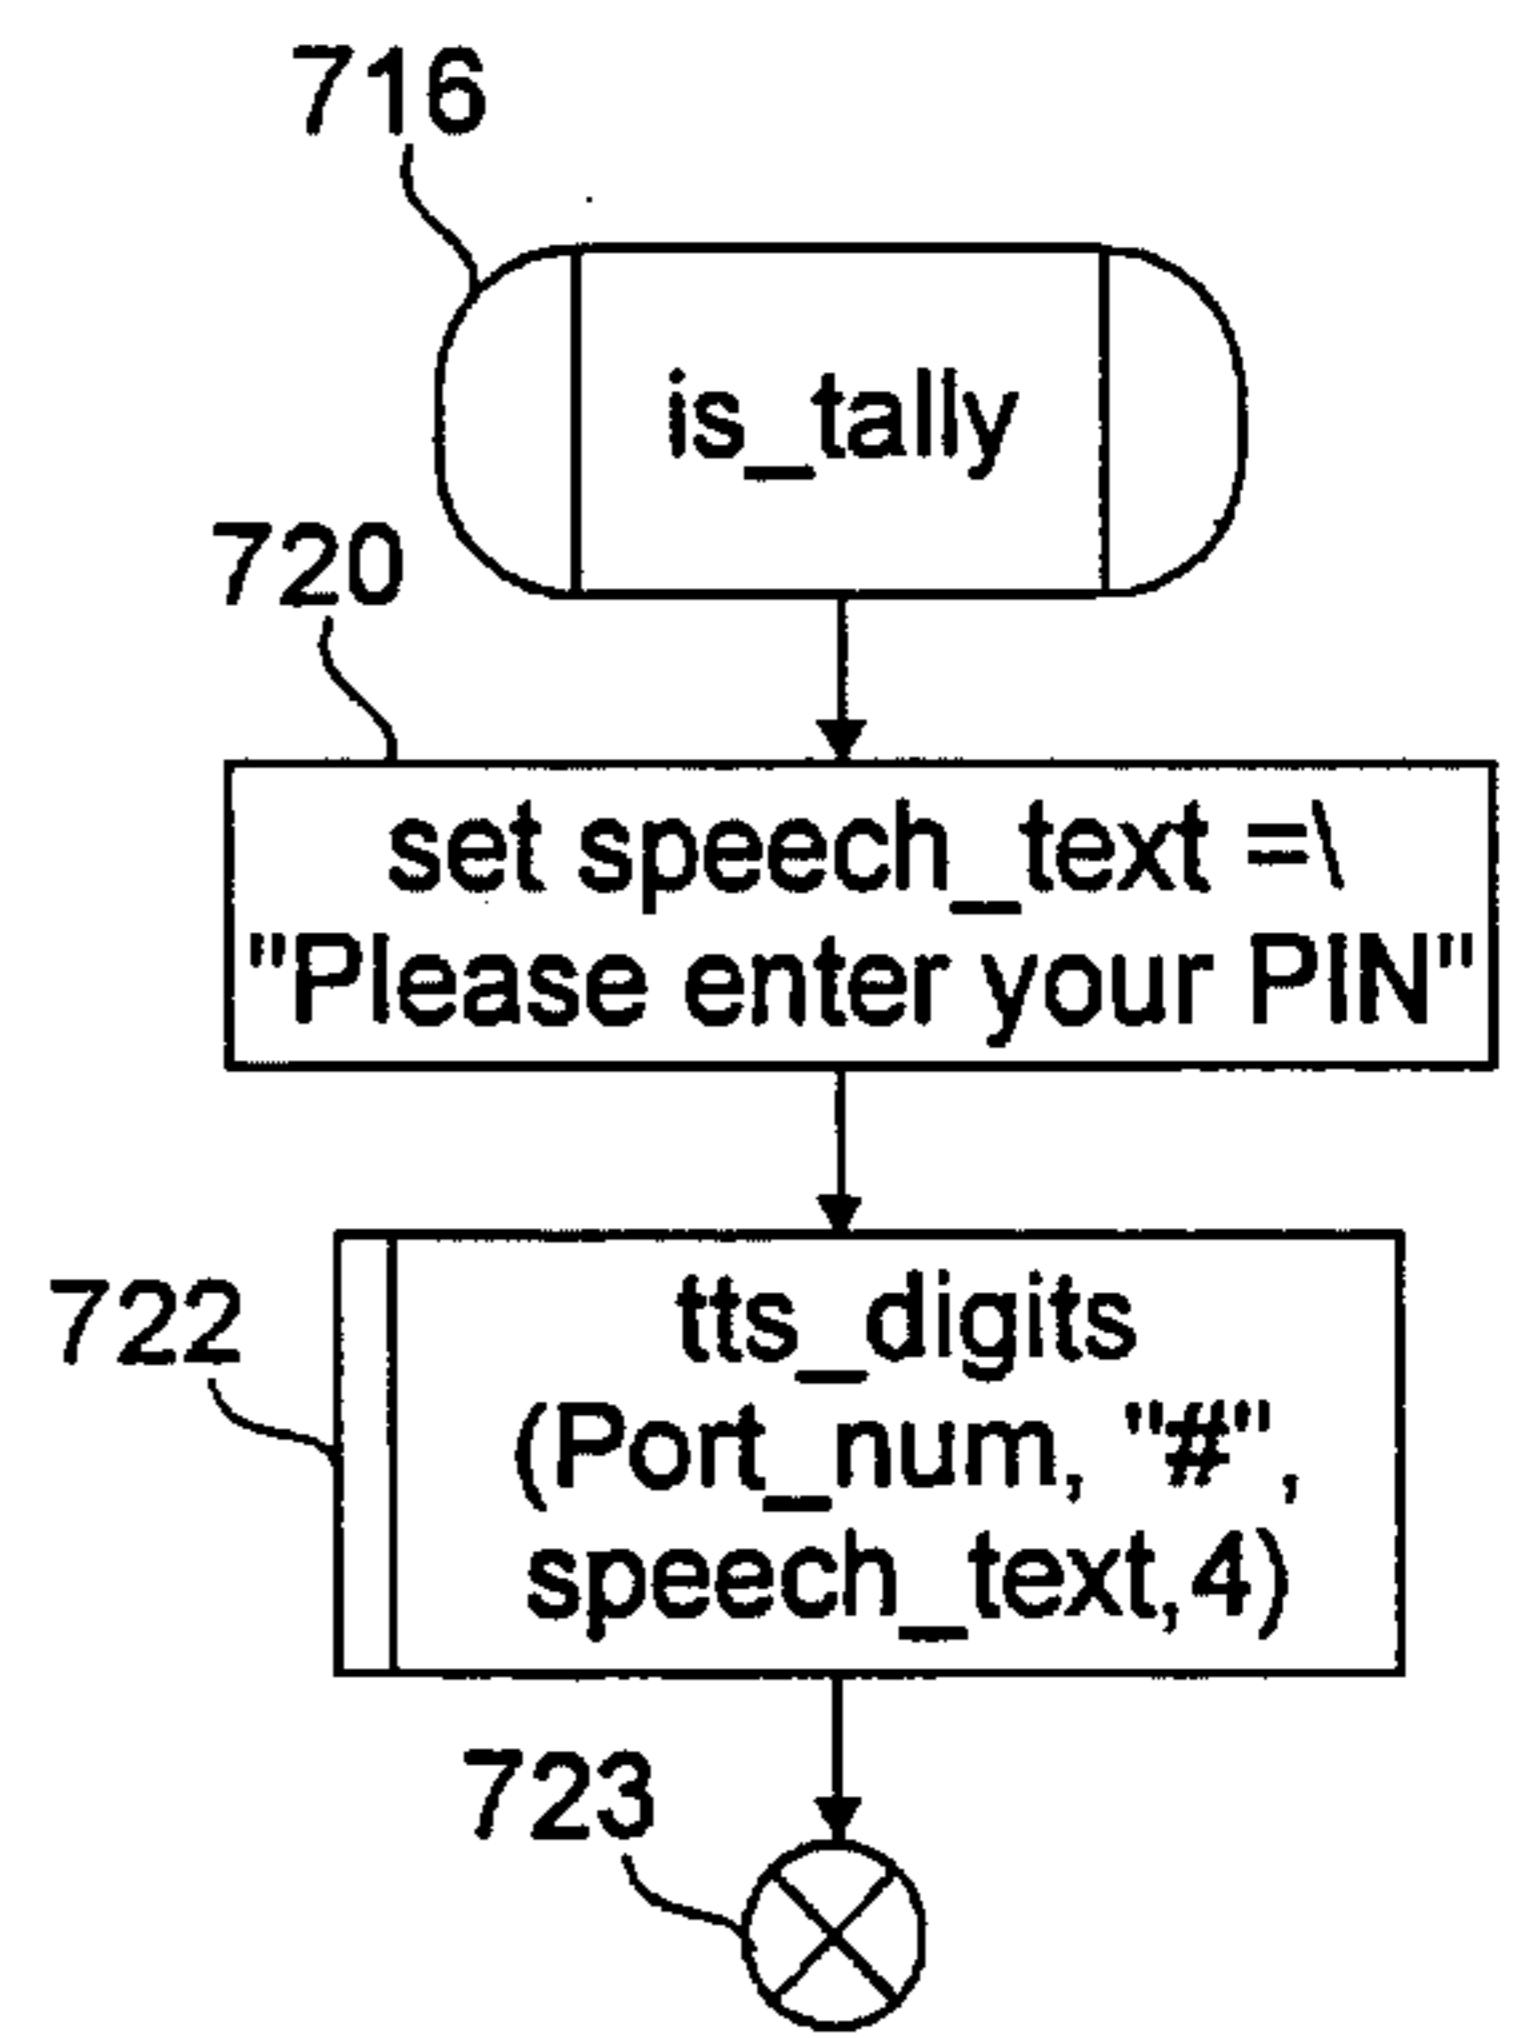 716
is_tally
720
set speech_text =\
"Please enter your PIN"
722
tts_digits
(Port_num, "#",
speech_text,4)
723